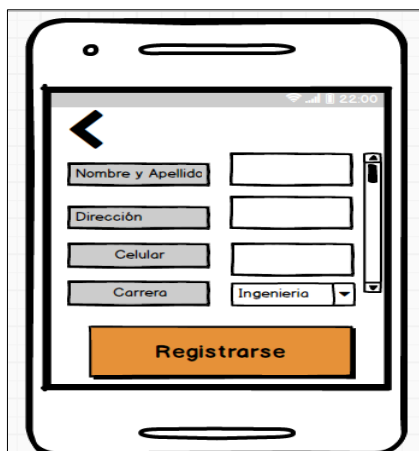 22:00
Nombre y Apellido
Dirección
Celular
Carrera
Ingenieria
Registrarse